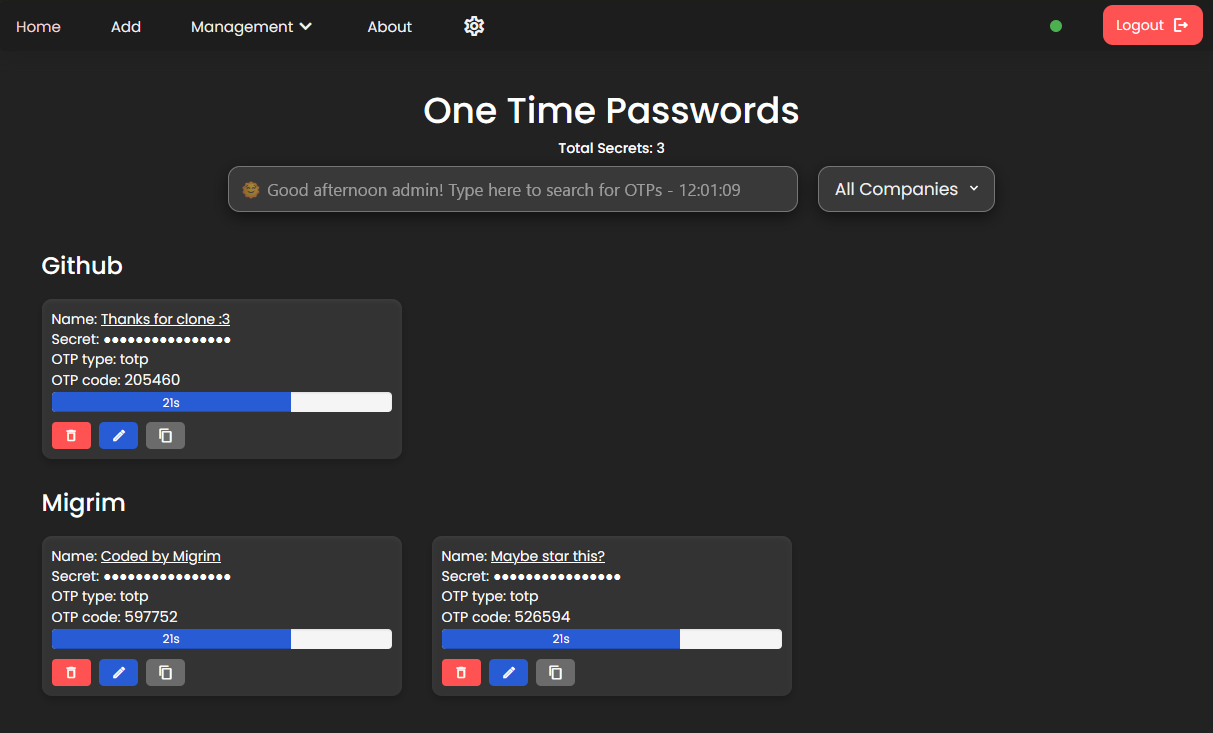 Home Add Management About Logout
One Time Passwords
Total Secrets: 3
Good afternoon admin! Type here to search for OTPs - 12:01:09 All Companies
Github
Name: Thanks for clone :3
Secret: ••••••••••••••••
OTP type: totp
OTP code: 205460
21s
Migrim
Name: Coded by Migrim
Secret: ••••••••••••••••
OTP type: totp
OTP code: 597752
21s
Name: Maybe star this?
Secret: ••••••••••••••••
OTP type: totp
OTP code: 526594
21s